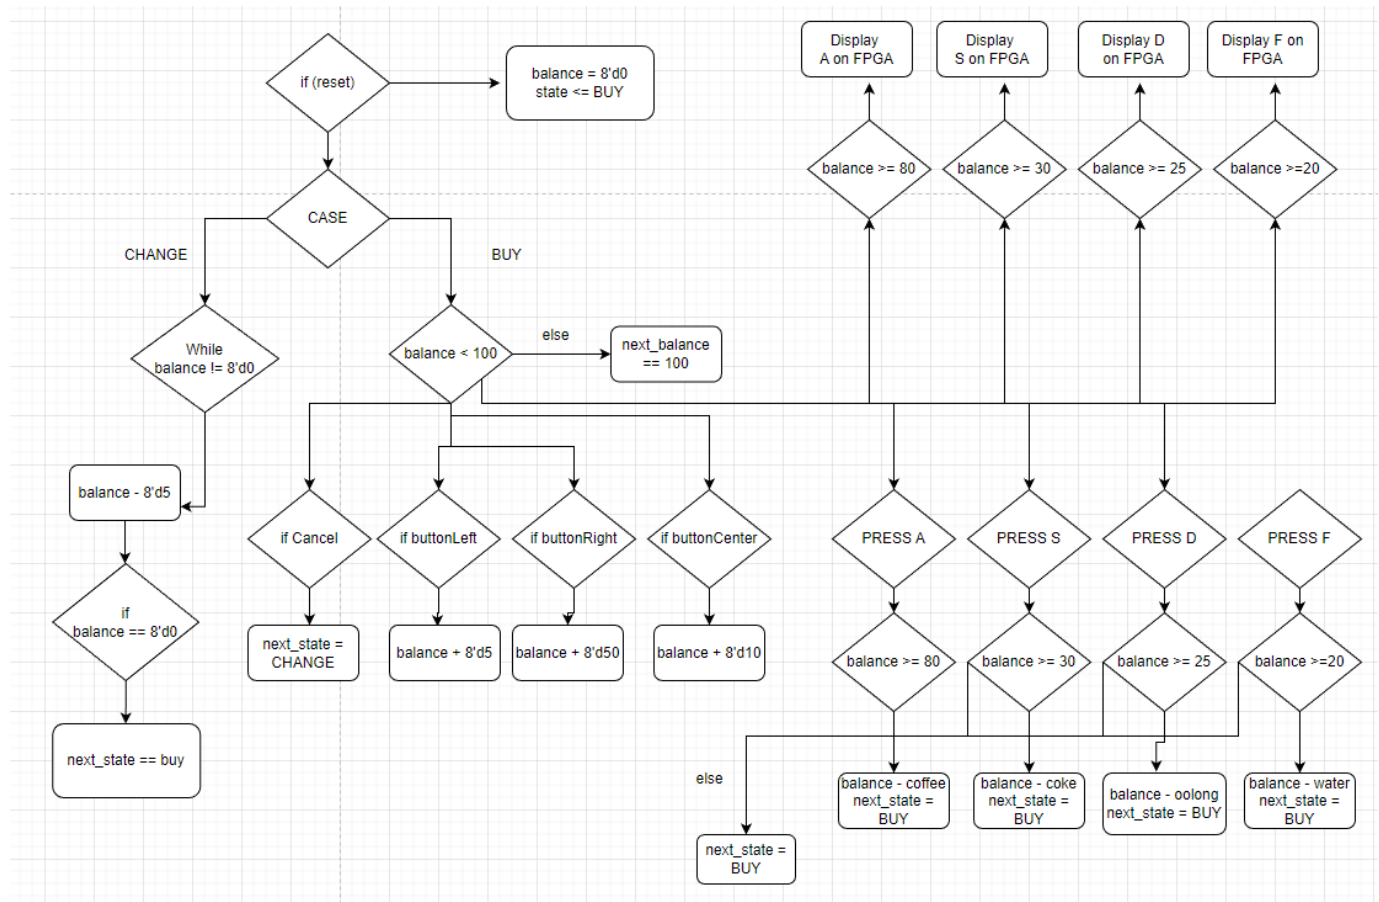 Display
A on FPGA
Display
S on FPGA
Display D
on FPGA
Display F on
FPGA
if (reset)
balance = 8'd0
state <= BUY
balance >= 80
balance >= 30
balance >= 25
balance >=20
CASE
CHANGE
BUY
While
balance != 8'd0
balance < 100
else
next_balance
== 100
balance - 8'd5
if Cancel
if buttonLeft
if buttonRight
if buttonCenter
PRESS A
PRESS S
PRESS D
PRESS F
if
balance == 8'd0
next_state =
CHANGE
balance + 8'd5
balance + 8'd50
balance + 8'd10
balance >= 80
balance >= 30
balance >= 25
balance >=20
next_state == buy
else
balance - coffee
next_state =
BUY
balance - coke
next_state =
BUY
balance - oolong
next_state = BUY
balance - water
next_state =
BUY
next_state =
BUY